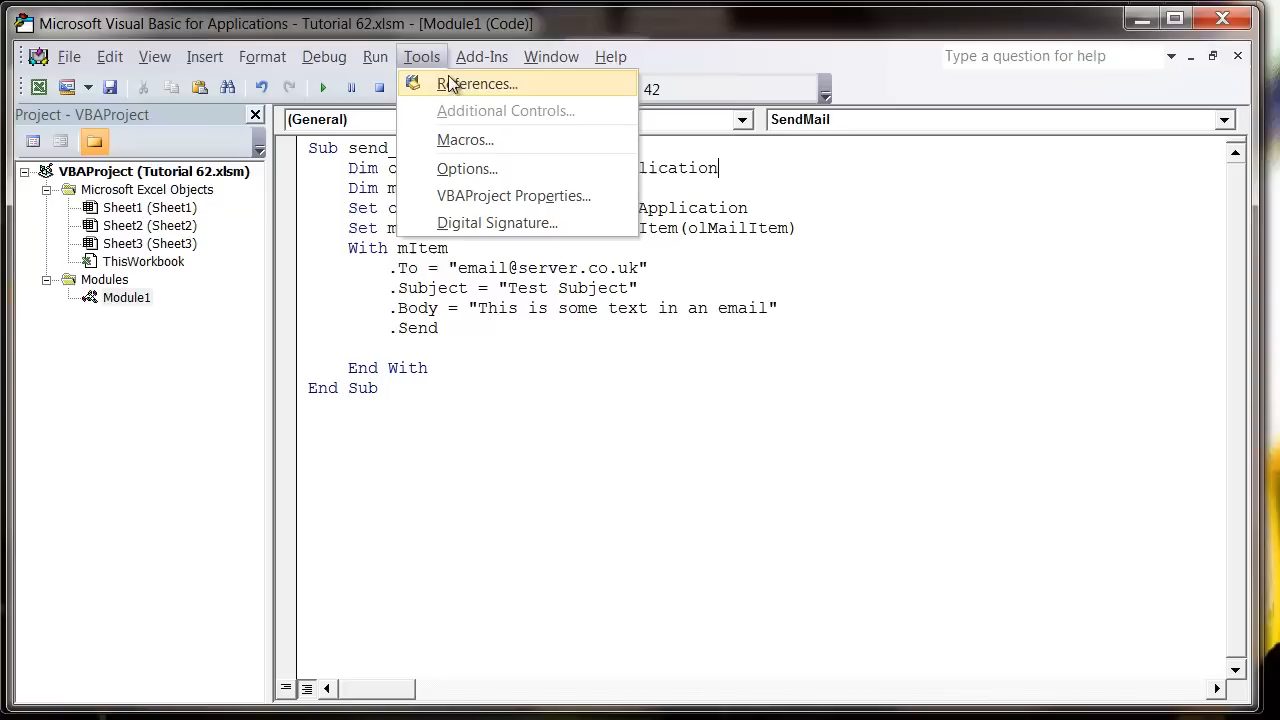 Microsoft Visual Basic for Applications - Tutorial 62.xlsm - [Module1 (Code)]
File Edit View Insert Format Debug Run Tools Add-Ins Window Help Type a question for help
42
References...
Additional Controls...
Macros...
Options...
VBAProject Properties...
Digital Signature...
Project - VBAProject
VBAProject (Tutorial 62.xlsm)
Microsoft Excel Objects
Sheet1 (Sheet1)
Sheet2 (Sheet2)
Sheet3 (Sheet3)
ThisWorkbook
Modules
Module1
(General) SendMail
Sub send_
Dim o lication
Dim m
Set o Application
Set m Item(olMailItem)
With mItem
.To = "email@server.co.uk"
.Subject = "Test Subject"
.Body = "This is some text in an email"
.Send
End With
End Sub